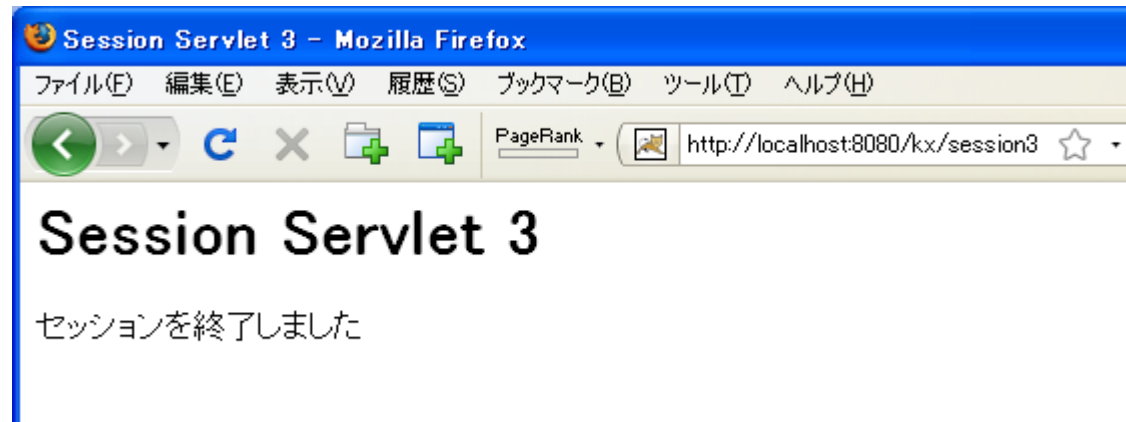 Session Servlet 3 - Mozilla Firefox
ファイル(F) 編集(E) 表示(V) 履歴(S) ブックマーク(B) ツール(T) ヘルプ(H)
PageRank http://localhost:8080/kx/session3
Session Servlet 3
セッションを終了しました